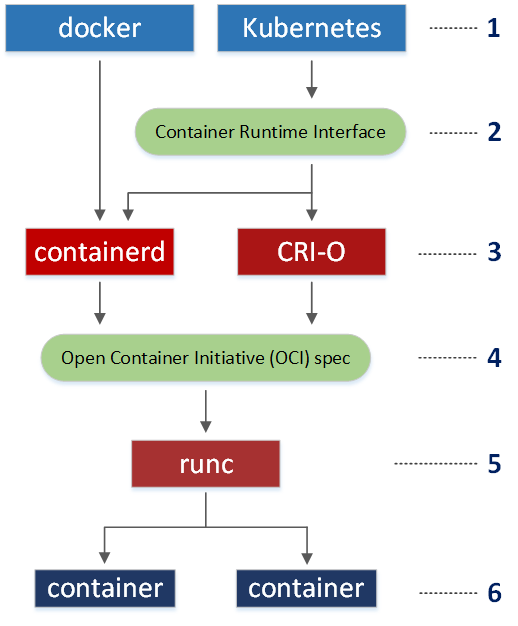 docker
Kubernetes
1
Container Runtime Interface
2
containerd
CRI-O
3
Open Container Initiative (OCI) spec
4
runc
5
container
container
6